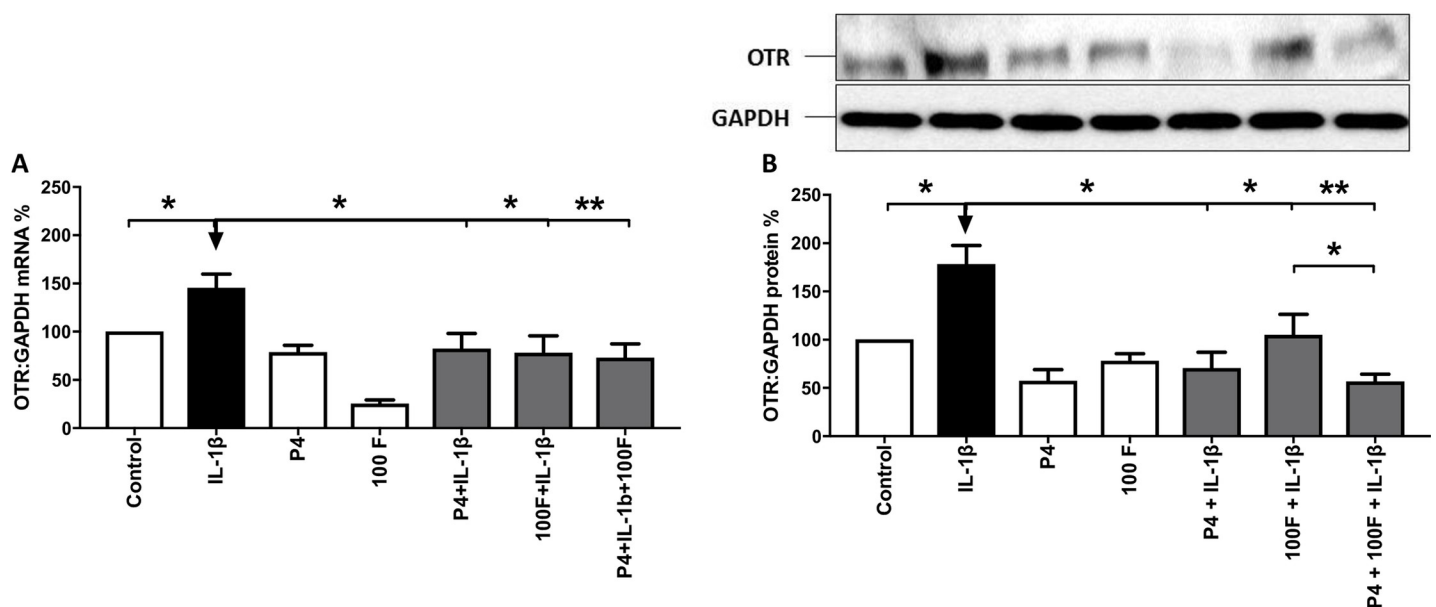 OTR
GAPDH
A
OTR:GAPDH mRNA %
250
200
150
100
50
0
* * * **
Control
IL-1β
P4
100 F
P4+IL-1β
100F+IL-1β
P4+IL-1b+100F
B
OTR:GAPDH protein %
250
200
150
100
50
0
* * * **
*
Control
IL-1β
P4
100 F
P4 + IL-1β
100F + IL-1β
P4 + 100F + IL-1β